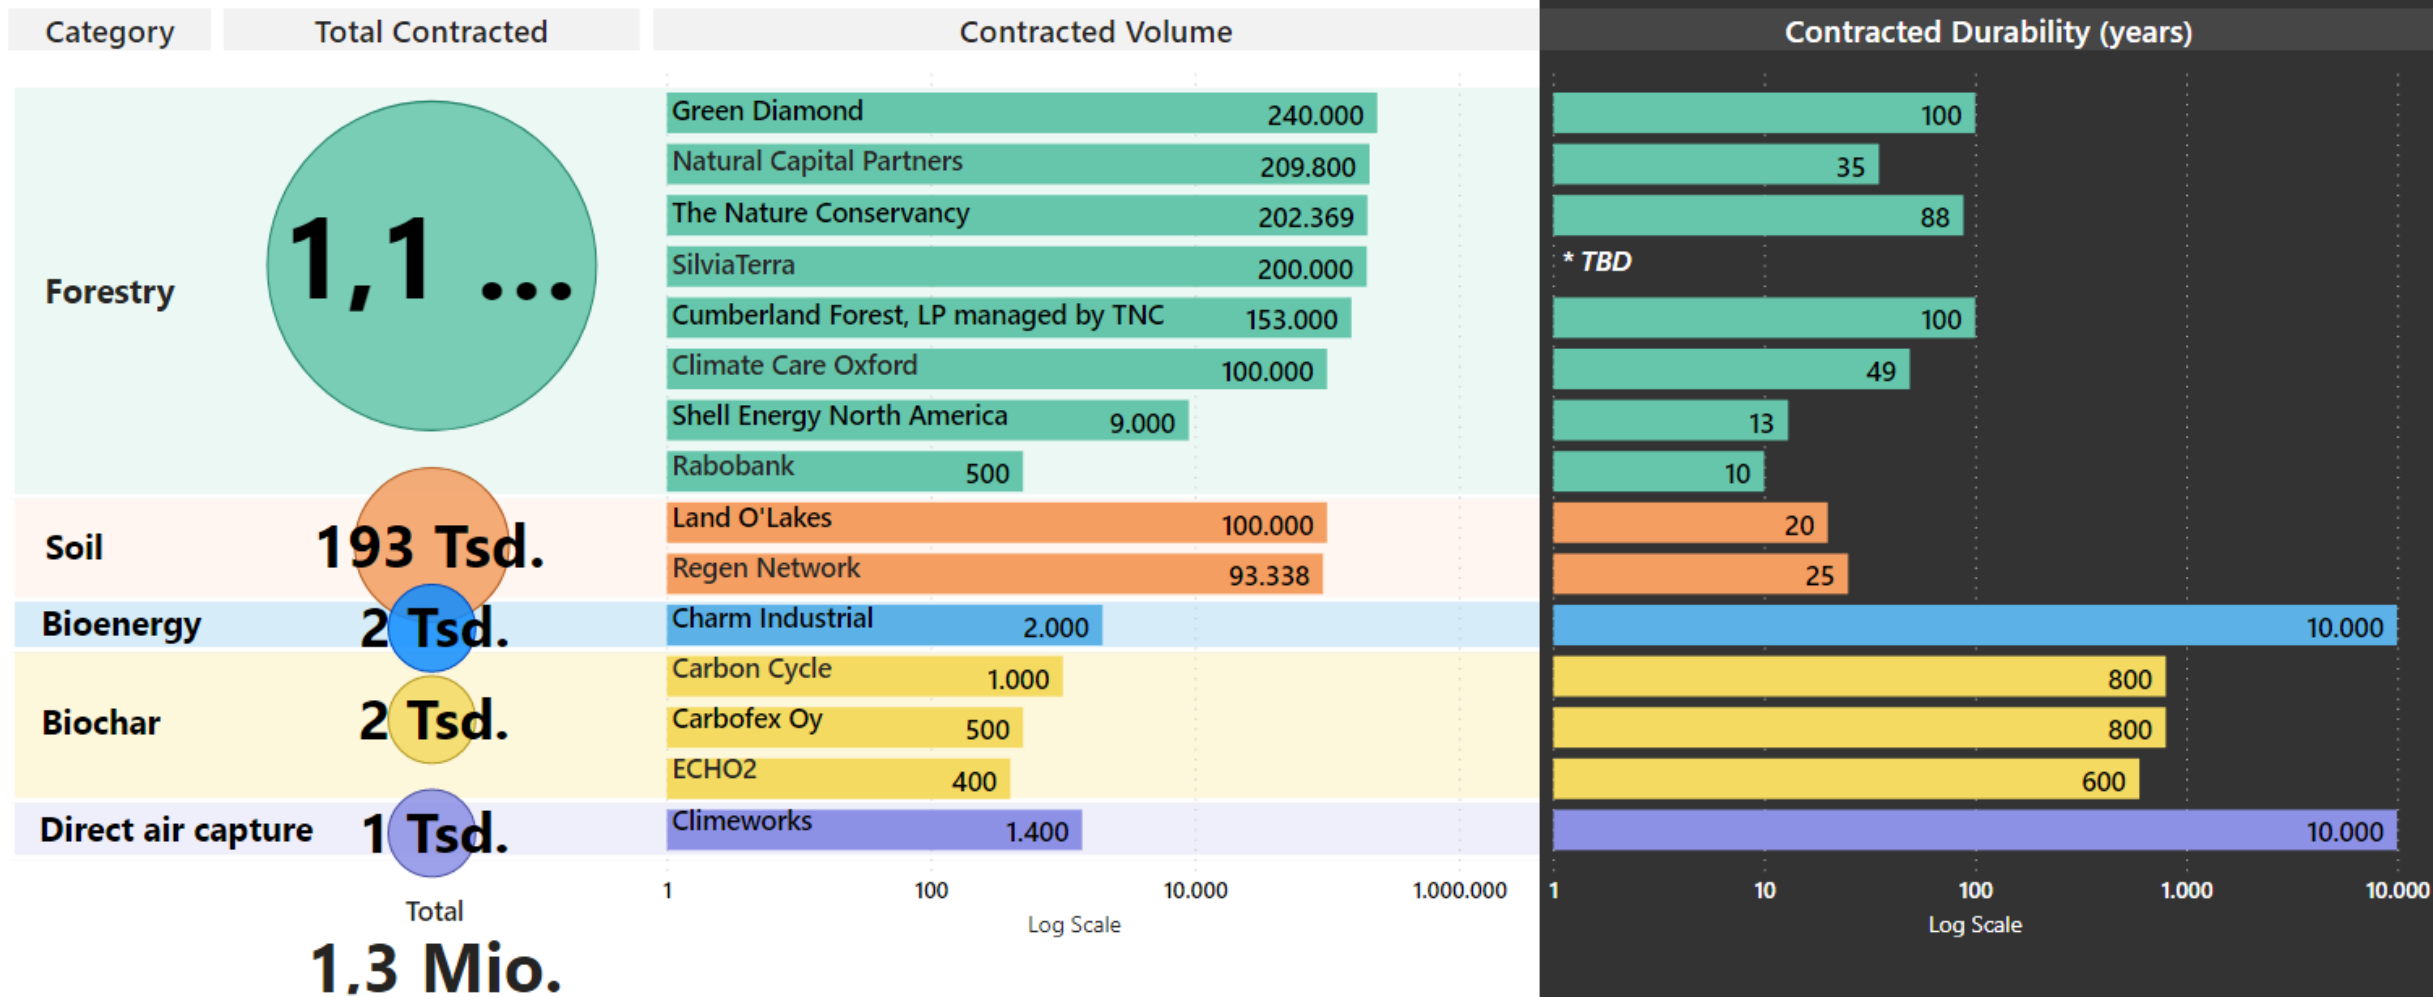 Category Total Contracted Contracted Volume Contracted Durability (years)
Forestry
1,1 ...
Green Diamond 240.000 100
Natural Capital Partners 209.800 35
The Nature Conservancy 202.369 88
SilviaTerra 200.000 * TBD
Cumberland Forest, LP managed by TNC 153.000 100
Climate Care Oxford 100.000 49
Shell Energy North America 9.000 13
Rabobank 500 10
Soil
193 Tsd.
Land O'Lakes 100.000 20
Regen Network 93.338 25
Bioenergy 2 Tsd. Charm Industrial 2.000 10.000
Biochar
2 Tsd.
Carbon Cycle 1.000 800
Carbofex Oy 500 800
ECHO2 400 600
Direct air capture 1 Tsd. Climeworks 1.400 10.000
1 100 10.000 1.000.000 1 10 100 1.000 10.000
Log Scale Log Scale
Total
1,3 Mio.